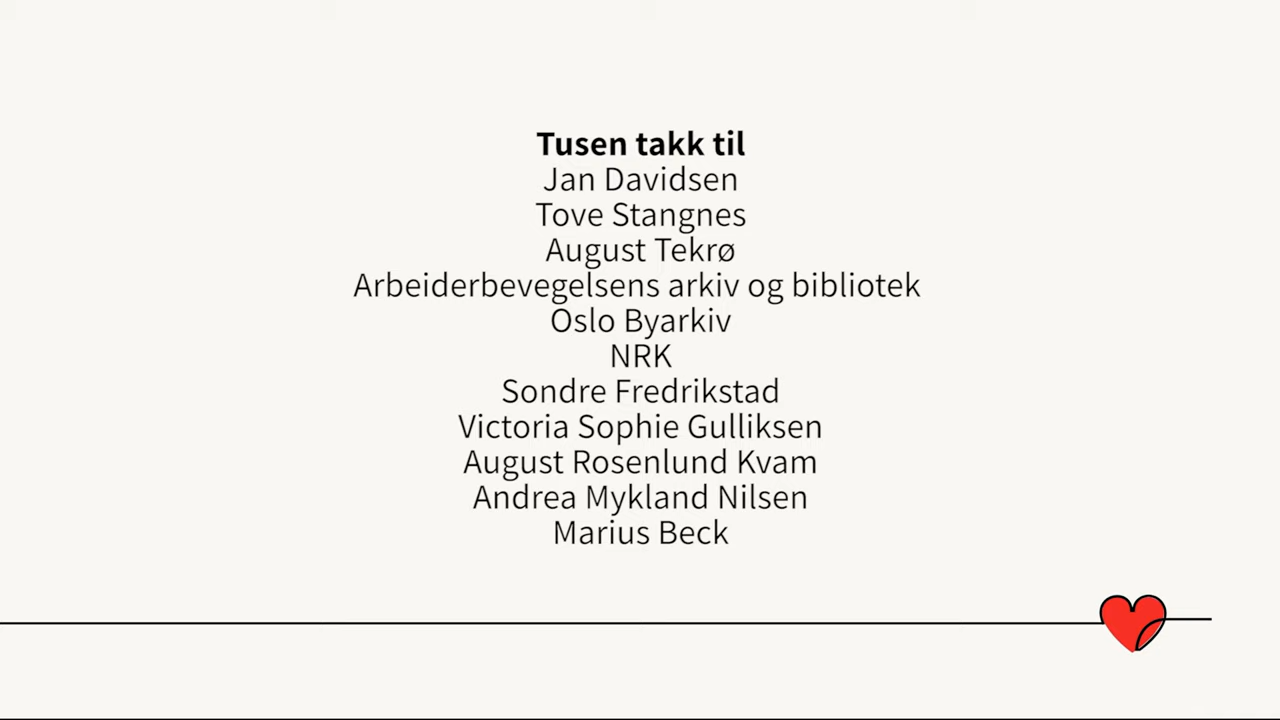 Tusen takk til
Jan Davidsen
Tove Stangnes
August Tekrø
Arbeiderbevegelsens arkiv og bibliotek
Oslo Byarkiv
NRK
Sondre Fredrikstad
Victoria Sophie Gulliksen
August Rosenlund Kvam
Andrea Mykland Nilsen
Marius Beck